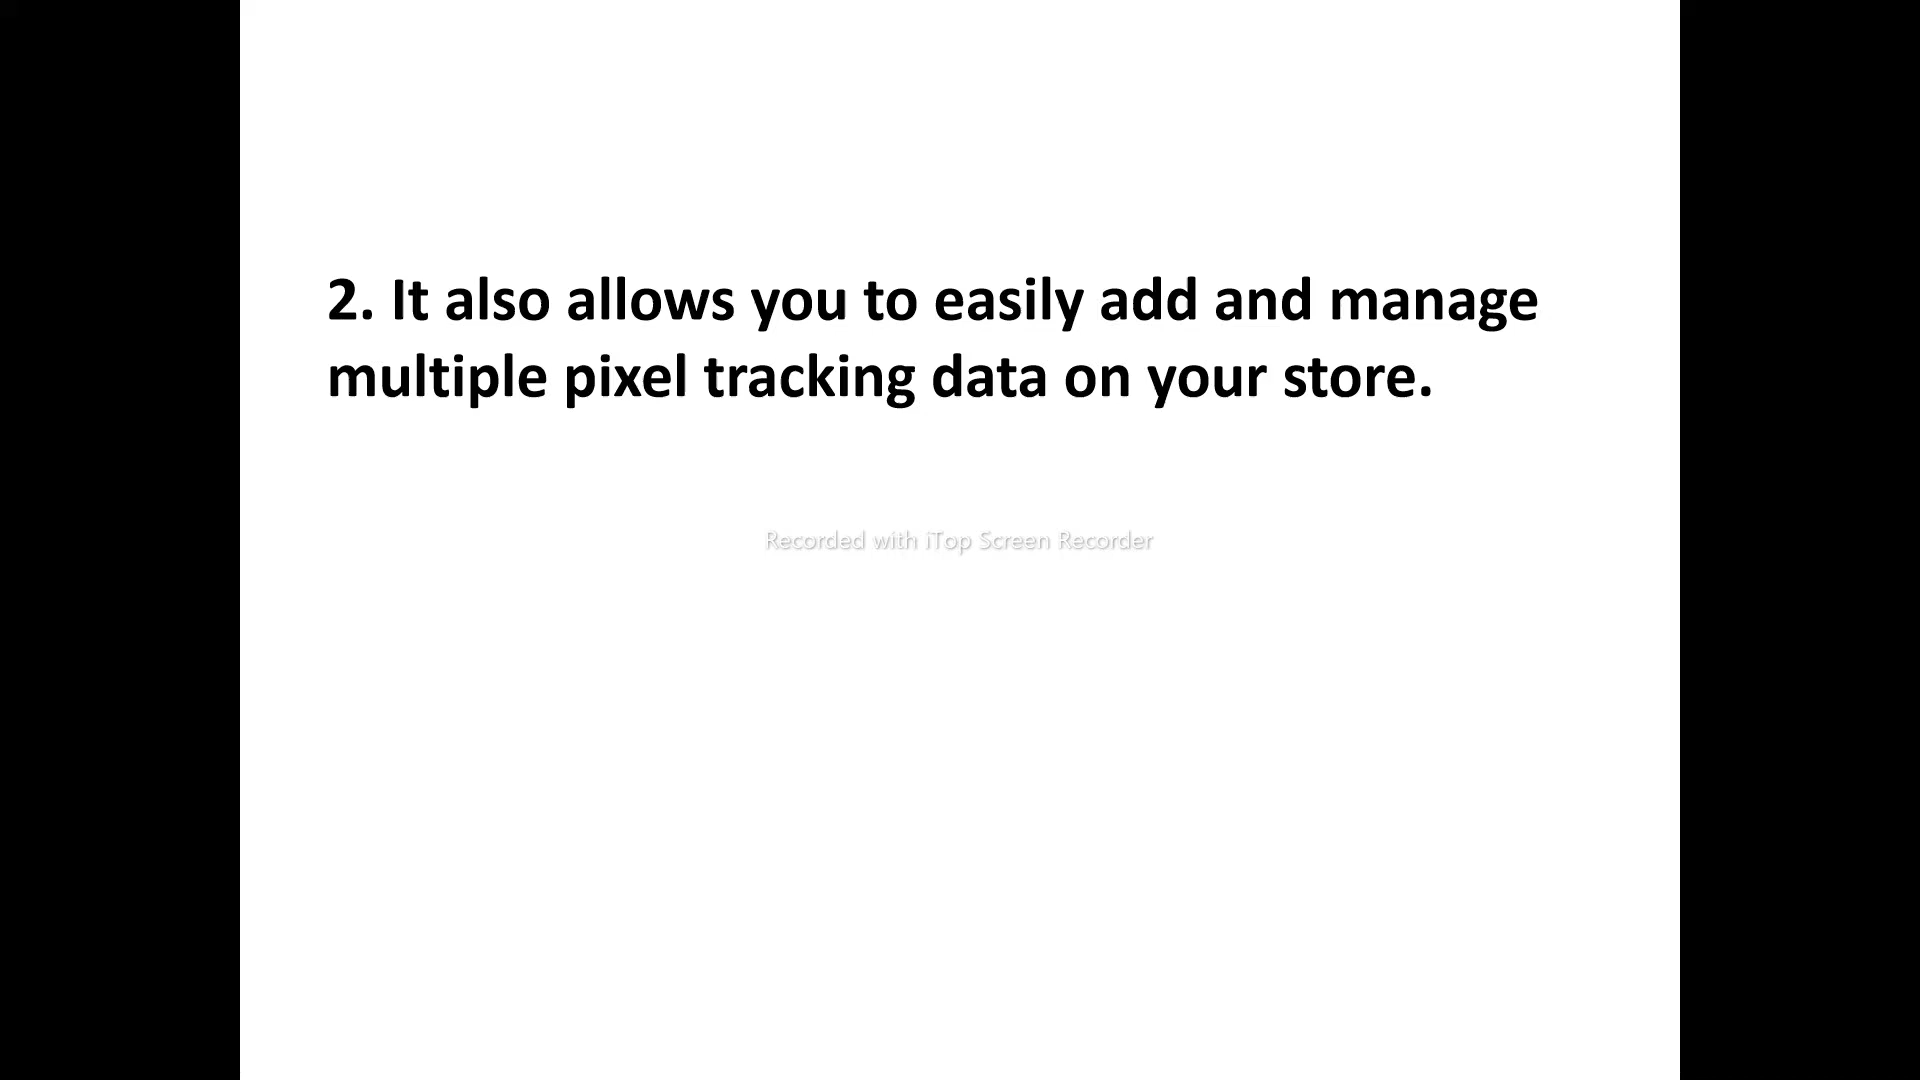 2. It also allows you to easily add and manage
multiple pixel tracking data on your store.
Recorded with iTop Screen Recorder